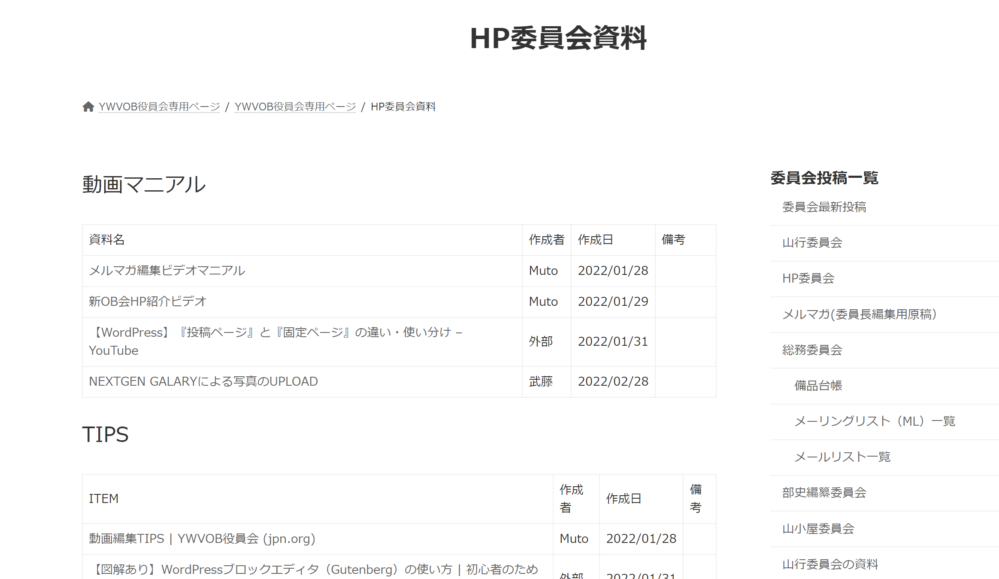 HP委員会資料
YWVOB役員会専用ページ / YWVOB役員会専用ページ / HP委員会資料
動画マニアル
資料名 作成者 作成日 備考
メルマガ編集ビデオマニアル Muto 2022/01/28
新OB会HP紹介ビデオ Muto 2022/01/29
【WordPress】『投稿ページ』と『固定ページ』の違い・使い分け –
YouTube 外部 2022/01/31
NEXTGEN GALARYによる写真のUPLOAD 武藤 2022/02/28
TIPS
ITEM 作成者 作成日 備考
動画編集TIPS | YWVOB役員会 (jpn.org) Muto 2022/01/28
【図解あり】WordPressブロックエディタ（Gutenberg）の使い方 | 初心者のため
外部 2022/01/31
委員会投稿一覧
委員会最新投稿
山行委員会
HP委員会
メルマガ(委員長編集用原稿）
総務委員会
備品台帳
メーリングリスト（ML）一覧
メールリスト一覧
部史編纂委員会
山小屋委員会
山行委員会の資料